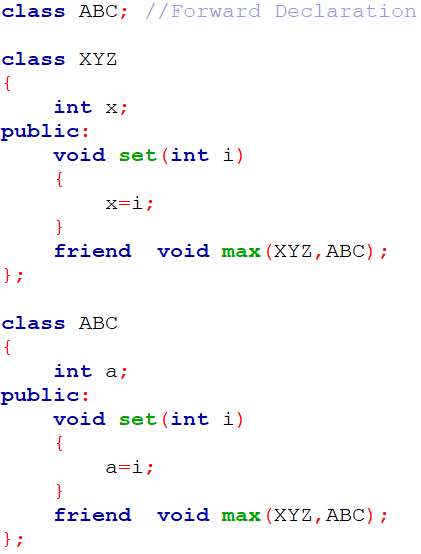 class ABC; //Forward Declaration
class XYZ
{
    int x;
public:
    void set(int i)
    {
        x=i;
    }
    friend  void max(XYZ,ABC);
};
class ABC
{
    int a;
public:
    void set(int i)
    {
        a=i;
    }
    friend  void max(XYZ,ABC);
};